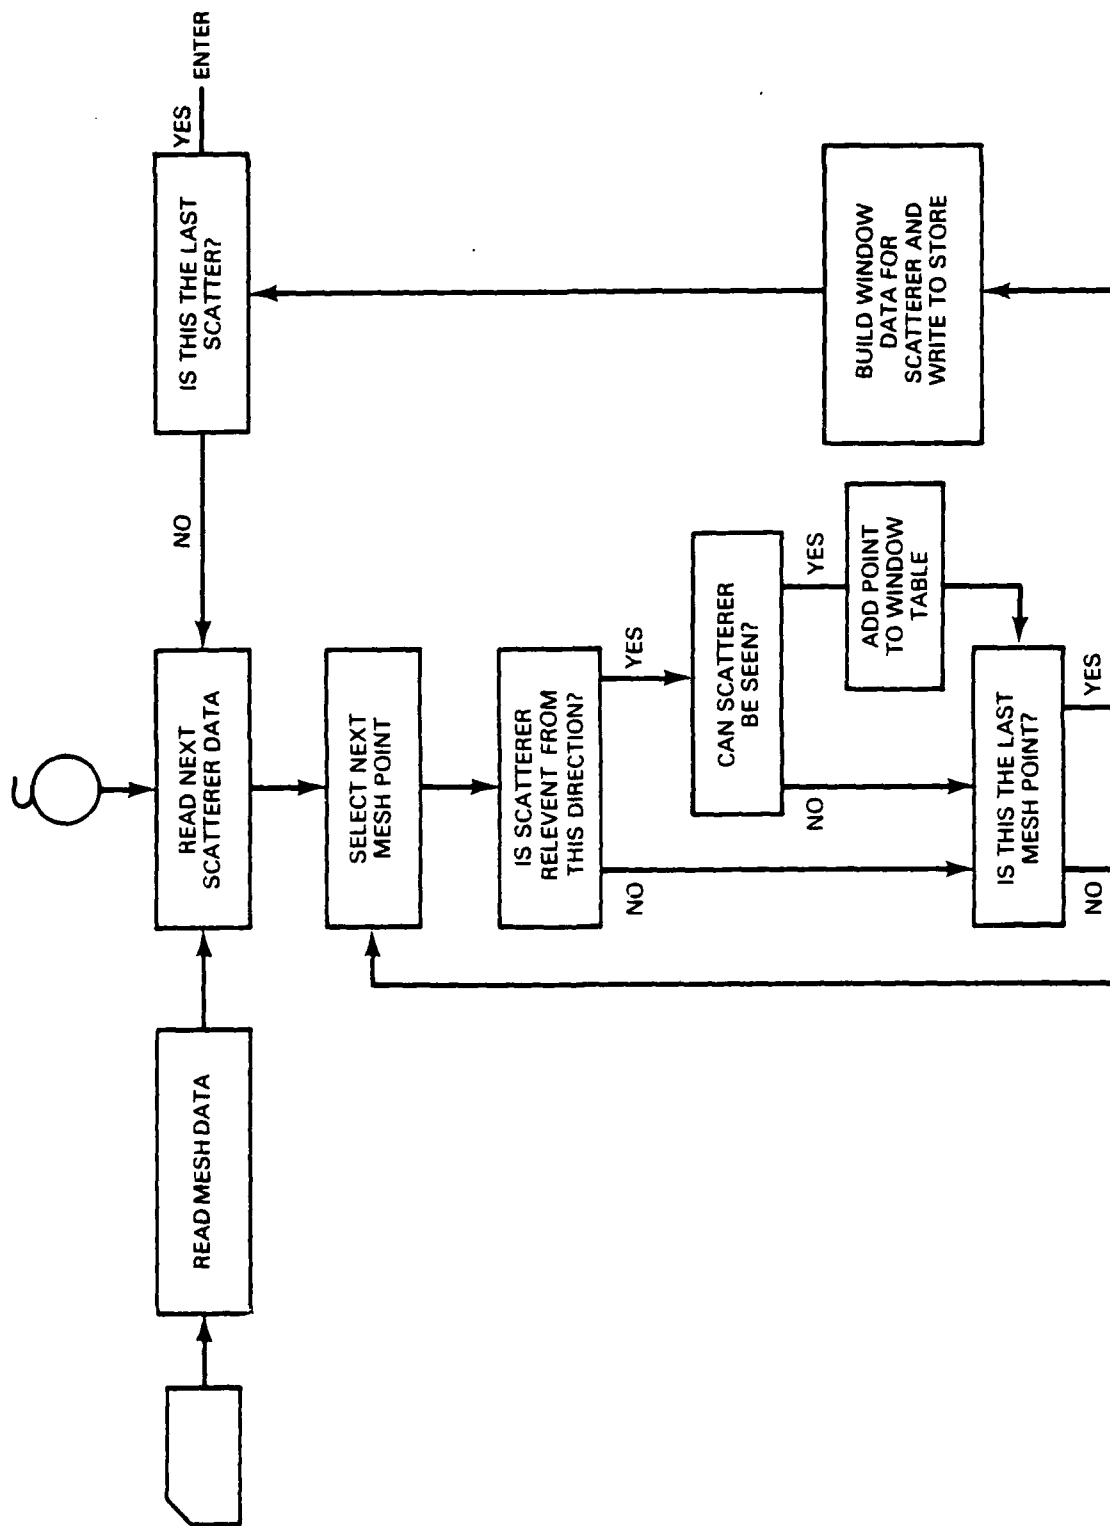 READ MESH DATA
READ NEXT
SCATTERER DATA
NO
IS THIS THE LAST
SCATTER?
YES
ENTER
SELECT NEXT
MESH POINT
IS SCATTERER
RELEVENT FROM
THIS DIRECTION?
NO
YES
CAN SCATTERER
BE SEEN?
NO
YES
ADD POINT
TO WINDOW
TABLE
BUILD WINDOW
DATA FOR
SCATTERER AND
WRITE TO STORE
IS THIS THE LAST
MESH POINT?
NO
YES